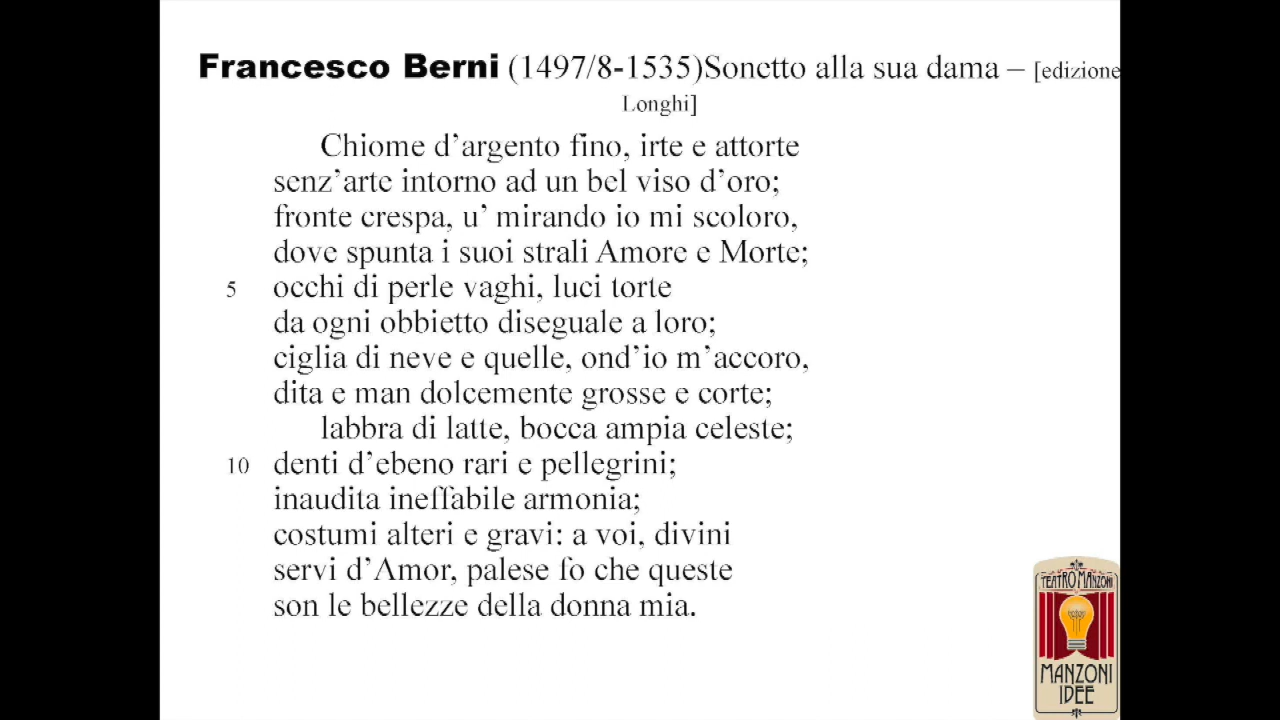 Francesco Berni (1497/8-1535)Sonetto alla sua dama – [edizione
Longhi]
Chiome d’argento fino, irte e attorte
senz’arte intorno ad un bel viso d’oro;
fronte crespa, u’ mirando io mi scoloro,
dove spunta i suoi strali Amore e Morte;
5 occhi di perle vaghi, luci torte
da ogni obbietto diseguale a loro;
ciglia di neve e quelle, ond’io m’accoro,
dita e man dolcemente grosse e corte;
labbra di latte, bocca ampia celeste;
10 denti d’ebeno rari e pellegrini;
inaudita ineffabile armonia;
costumi alteri e gravi: a voi, divini
servi d’Amor, palese fo che queste
son le bellezze della donna mia.
TEATRO MANZONI
MANZONI
IDEE